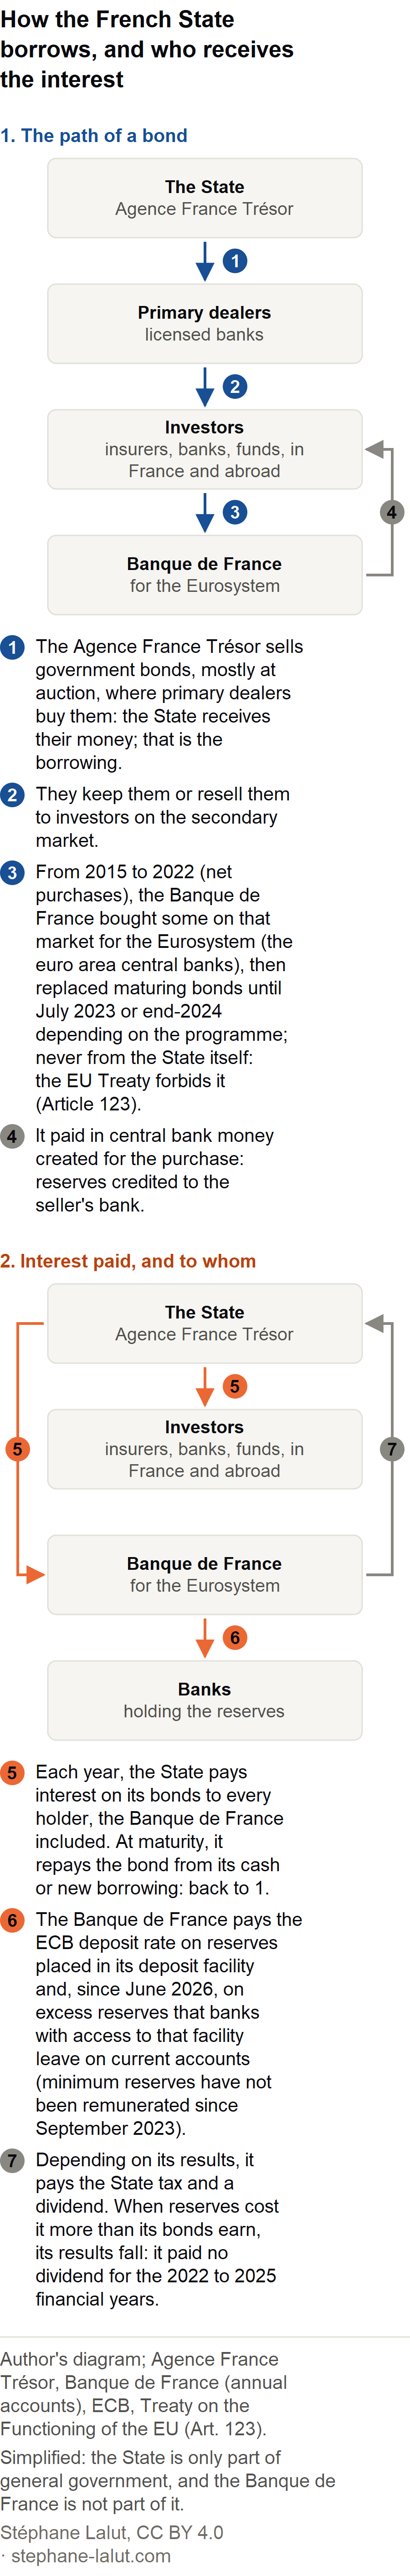 How the French State
borrows, and who receives
the interest
1. The path of a bond
The State
Agence France Trésor
1
Primary dealers
licensed banks
2
Investors
insurers, banks, funds, in
France and abroad
3
4
Banque de France
for the Eurosystem
1 The Agence France Trésor sells
government bonds, mostly at
auction, where primary dealers
buy them: the State receives
their money; that is the
borrowing.
2 They keep them or resell them
to investors on the secondary
market.
3 From 2015 to 2022 (net
purchases), the Banque de
France bought some on that
market for the Eurosystem (the
euro area central banks), then
replaced maturing bonds until
July 2023 or end-2024
depending on the programme;
never from the State itself:
the EU Treaty forbids it
(Article 123).
4 It paid in central bank money
created for the purchase:
reserves credited to the
seller's bank.
2. Interest paid, and to whom
The State
Agence France Trésor
5
Investors
insurers, banks, funds, in
France and abroad
5
7
Banque de France
for the Eurosystem
6
Banks
holding the reserves
5 Each year, the State pays
interest on its bonds to every
holder, the Banque de France
included. At maturity, it
repays the bond from its cash
or new borrowing: back to 1.
6 The Banque de France pays the
ECB deposit rate on reserves
placed in its deposit facility
and, since June 2026, on
excess reserves that banks
with access to that facility
leave on current accounts
(minimum reserves have not
been remunerated since
September 2023).
7 Depending on its results, it
pays the State tax and a
dividend. When reserves cost
it more than its bonds earn,
its results fall: it paid no
dividend for the 2022 to 2025
financial years.
Author's diagram; Agence France
Trésor, Banque de France (annual
accounts), ECB, Treaty on the
Functioning of the EU (Art. 123).
Simplified: the State is only part of
general government, and the Banque de
France is not part of it.
Stéphane Lalut, CC BY 4.0
· stephane-lalut.com